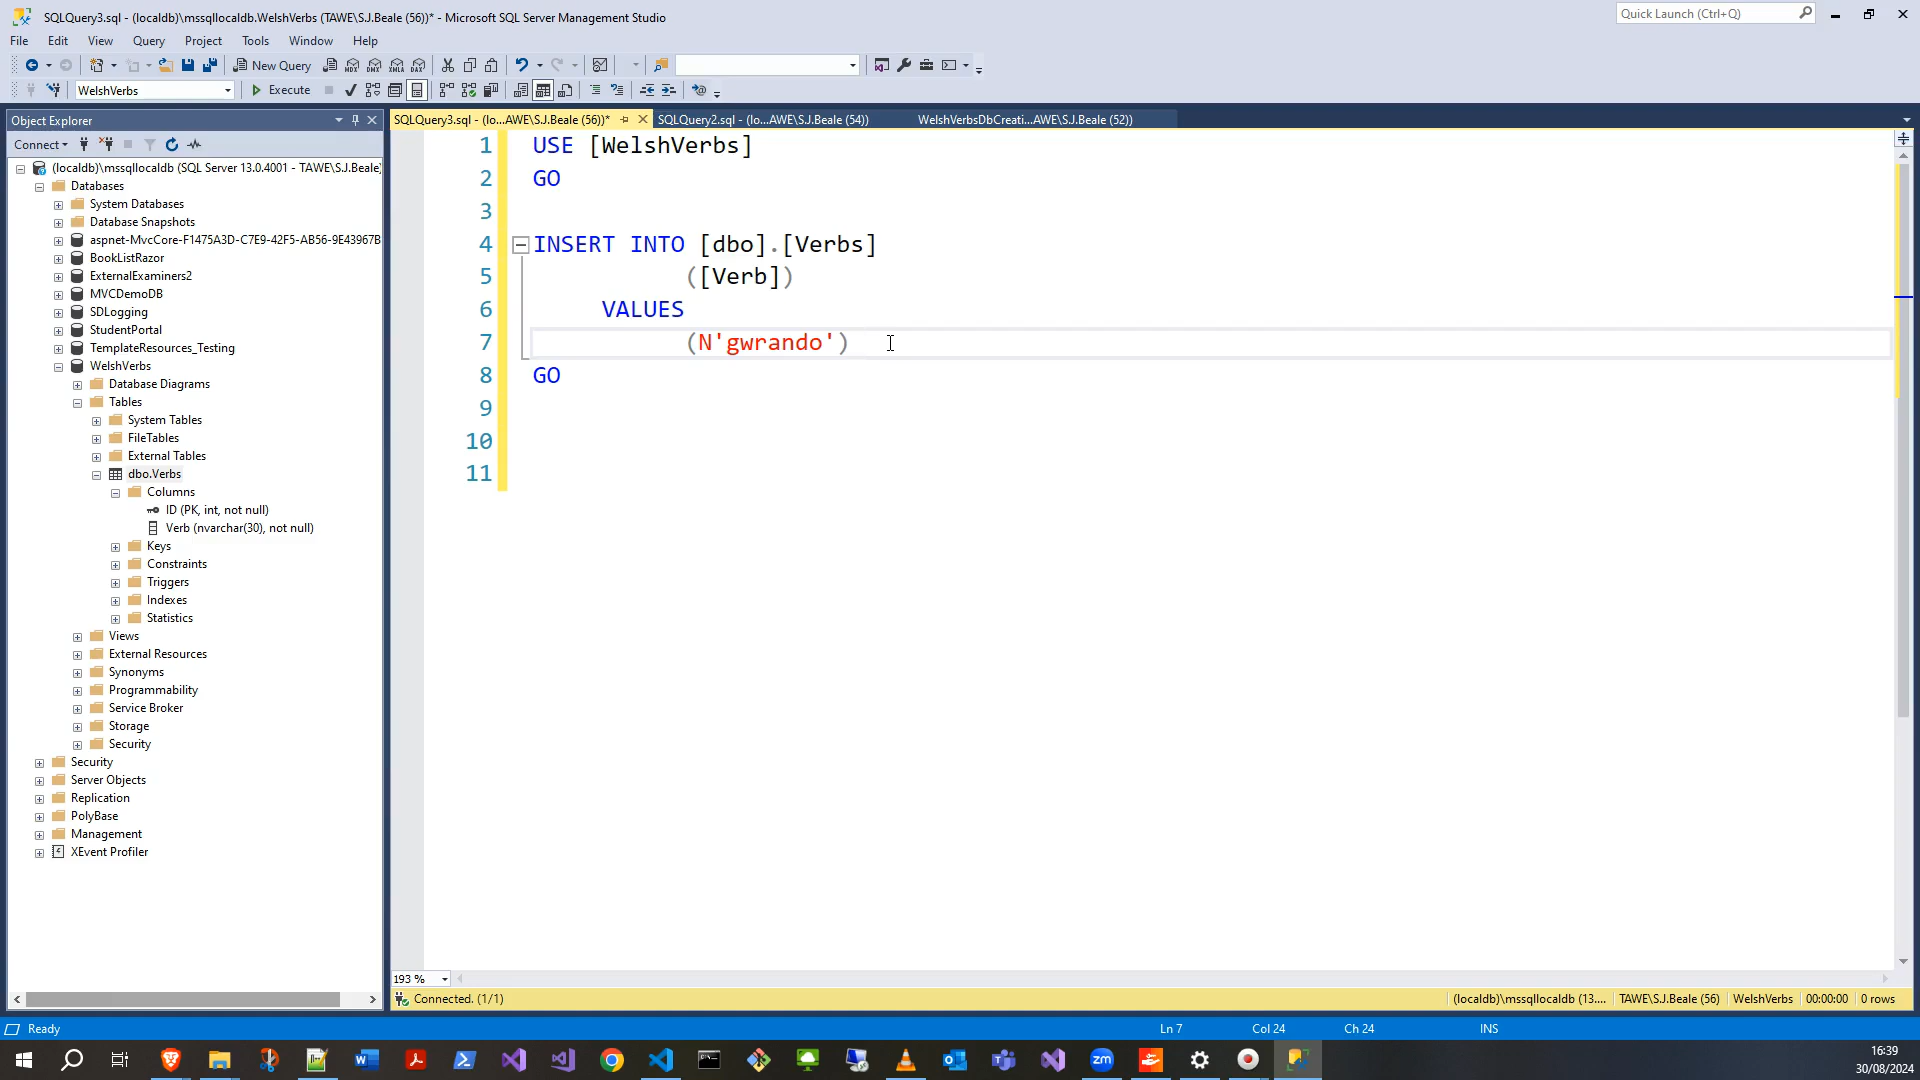 SQLQuery3.sql - (localdb)\mssqllocaldb.WelshVerbs (TAWE\S.J.Beale (56))* - Microsoft SQL Server Management Studio
Quick Launch (Ctrl+Q)
File Edit View Query Project Tools Window Help
New Query
WelshVerbs
Execute
Object Explorer
SQLQuery3.sql - (lo...AWE\S.J.Beale (56))*
SQLQuery2.sql - (lo...AWE\S.J.Beale (54))
WelshVerbsDbCreati...AWE\S.J.Beale (52))
Connect
(localdb)\mssqllocaldb (SQL Server 13.0.4001 - TAWE\S.J.Beale)
Databases
System Databases
Database Snapshots
aspnet-MvcCore-F1475A3D-C7E9-42F5-AB56-9E43967B
BookListRazor
ExternalExaminers2
MVCDemoDB
SDLogging
StudentPortal
TemplateResources_Testing
WelshVerbs
Database Diagrams
Tables
System Tables
FileTables
External Tables
dbo.Verbs
Columns
ID (PK, int, not null)
Verb (nvarchar(30), not null)
Keys
Constraints
Triggers
Indexes
Statistics
Views
External Resources
Synonyms
Programmability
Service Broker
Storage
Security
Security
Server Objects
Replication
PolyBase
Management
XEvent Profiler
1 USE [WelshVerbs]
2 GO
3
4 INSERT INTO [dbo].[Verbs]
5 ([Verb])
6 VALUES
7 (N'gwrando')
8 GO
9
10
11
193 %
Connected. (1/1)
(localdb)\mssqllocaldb (13....
TAWE\S.J.Beale (56)
WelshVerbs
00:00:00
0 rows
Ready
Ln 7
Col 24
Ch 24
INS
16:39
30/08/2024